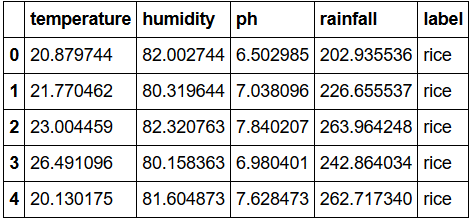 temperature humidity ph rainfall label
0 20.879744 82.002744 6.502985 202.935536 rice
1 21.770462 80.319644 7.038096 226.655537 rice
2 23.004459 82.320763 7.840207 263.964248 rice
3 26.491096 80.158363 6.980401 242.864034 rice
4 20.130175 81.604873 7.628473 262.717340 rice